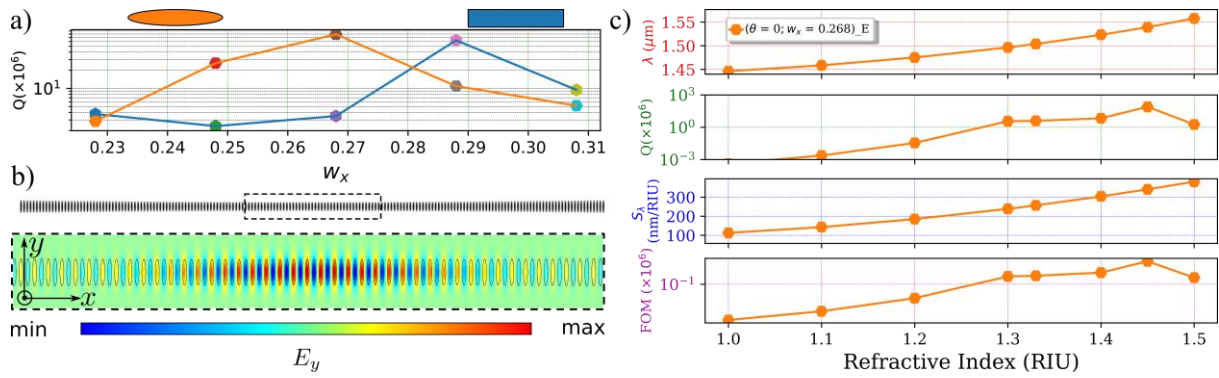 a)
Q(×10⁶)
10¹
0.23 0.24 0.25 0.26 0.27 0.28 0.29 0.30 0.31
wₓ
b)
y
x
min max
E_y
c)
λ (μm)
1.55
1.50
1.45
(θ = 0; wₓ = 0.268)_E
Q(×10⁶)
10³
10⁰
10⁻³
S_λ
(nm/RIU)
300
200
100
FOM (×10⁶)
10⁻¹
1.0 1.1 1.2 1.3 1.4 1.5
Refractive Index (RIU)